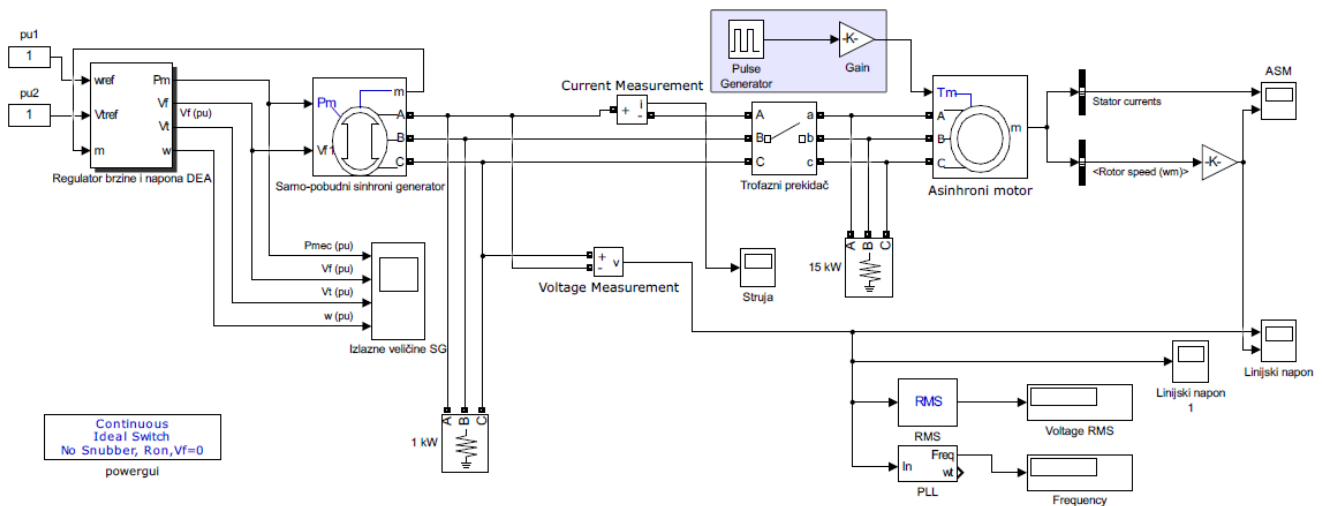 pu1
1
pu2
1
wref
Vtref
m
Pm
Vf
Vt
w
Regulator brzine i napona DEA
Vf (pu)
Pm
Vf 1
m
A
B
C
Samo-pobudni sinhroni generator
Pmec (pu)
Vf (pu)
Vt (pu)
w (pu)
Izlazne veličine SG
Continuous
Ideal Switch
No Snubber, Ron,Vf=0
powergui
A
B
C
1 kW
Current Measurement
+
-
i
+
-
v
Voltage Measurement
Struja
Pulse
Generator
-K-
Gain
A
B
C
a
b
c
Trofazni prekidač
A
B
C
15 kW
Tm
A
B
C
m
Asinhroni motor
Stator currents
<Rotor speed (wm)>
-K-
ASM
Linijski napon
Linijski napon
1
RMS
RMS
Voltage RMS
In
Freq
wt
PLL
Frequency